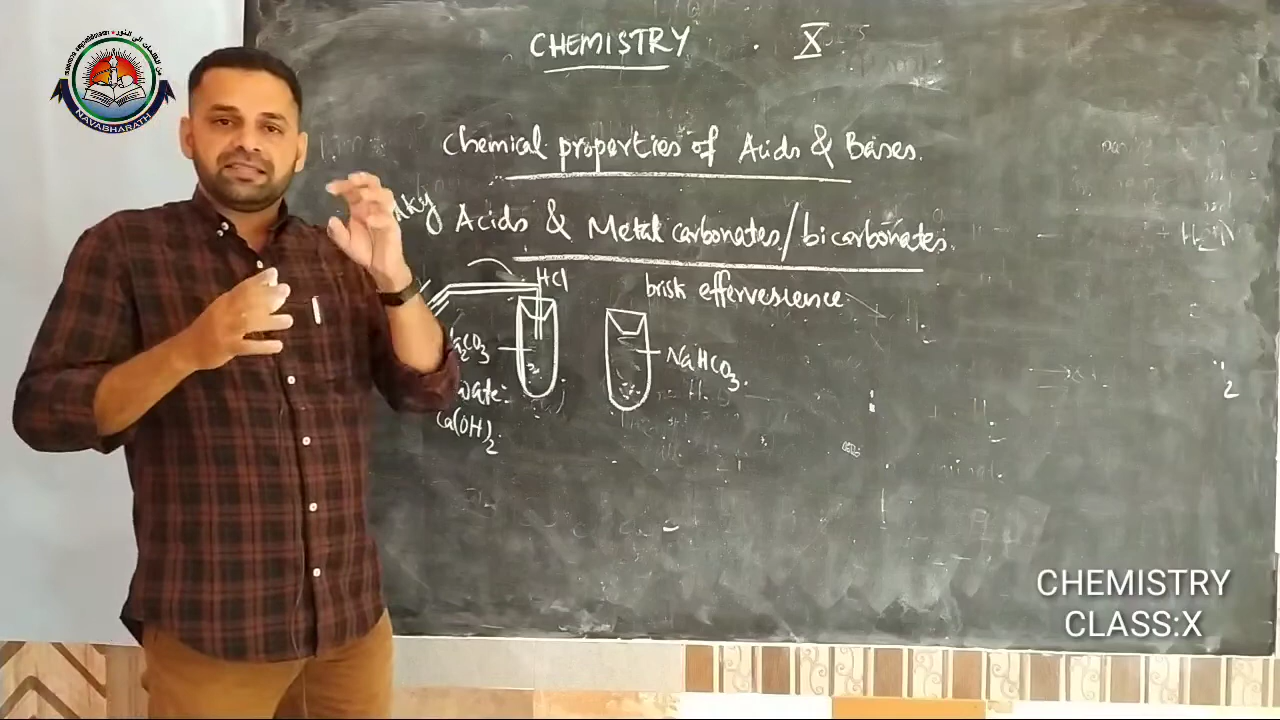 CHEMISTRY . X
Chemical properties of Acids & Bases.
Acids & Metal carbonates/bicarbonates.
HCl
brisk effervescence.
NaHCO3.
Ca(OH)2.
NAVABHARATH
CHEMISTRY
CLASS:X